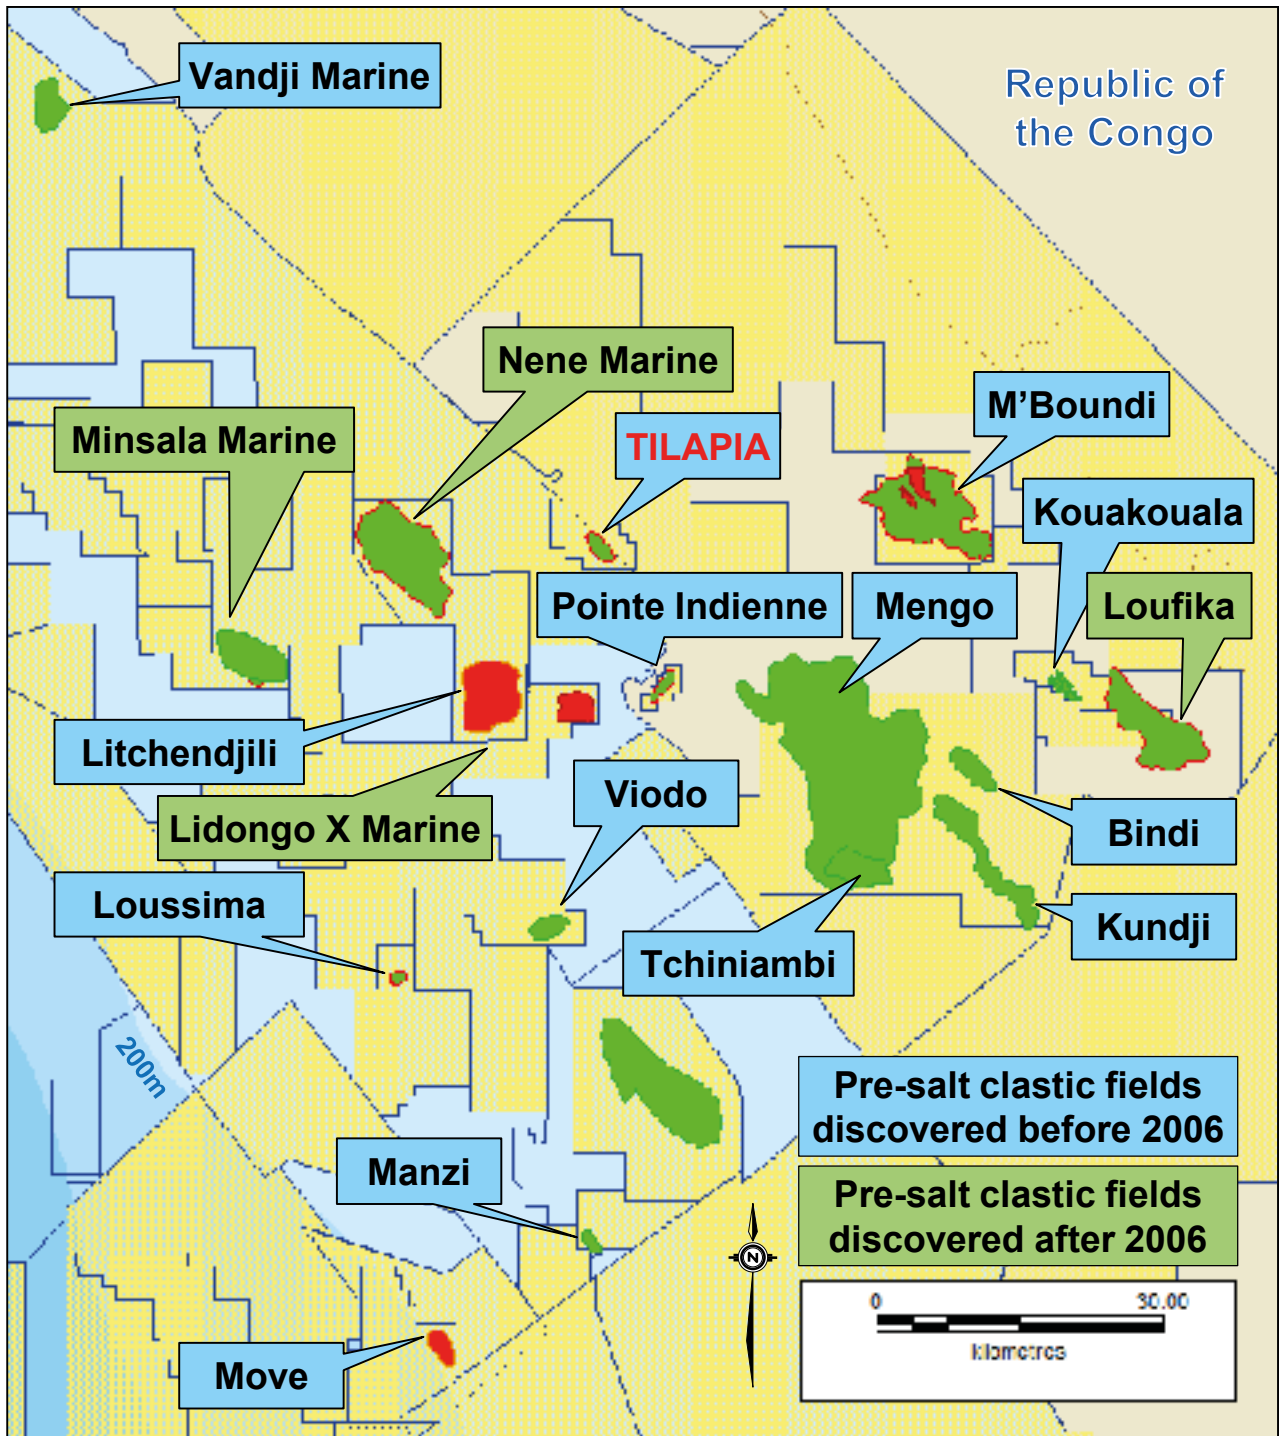 Vandji Marine
Republic of
the Congo
Nene Marine
M'Boundi
Minsala Marine
TILAPIA
Kouakouala
Pointe Indienne
Mengo
Loufika
Litchendjili
Viodo
Lidongo X Marine
Bindi
Loussima
Kundji
Tchiniambi
200m
Pre-salt clastic fields
discovered before 2006
Manzi
Pre-salt clastic fields
discovered after 2006
N
0 30.00
kilometres
Move